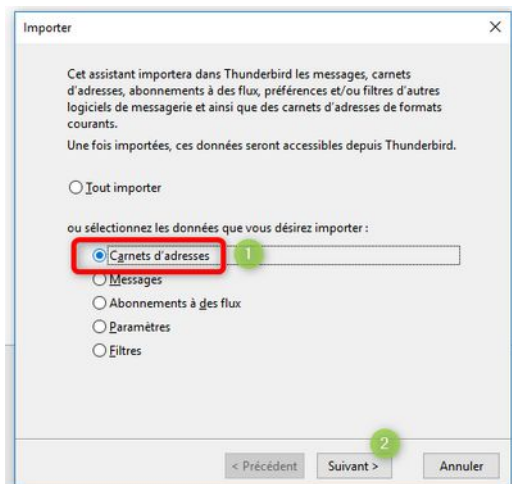 Importer
Cet assistant importera dans Thunderbird les messages, carnets
d'adresses, abonnements à des flux, préférences et/ou filtres d'autres
logiciels de messagerie et ainsi que des carnets d'adresses de formats
courants.
Une fois importées, ces données seront accessibles depuis Thunderbird.
Tout importer
ou sélectionnez les données que vous désirez importer :
Carnets d'adresses 1
Messages
Abonnements à des flux
Paramètres
Filtres
2
< Précédent Suivant > Annuler